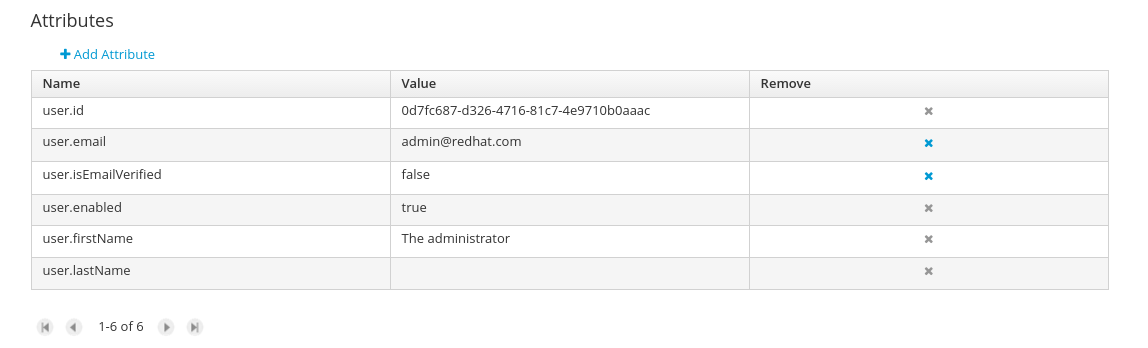 Attributes
Add Attribute
Name Value Remove
user.id 0d7fc687-d326-4716-81c7-4e9710b0aaac
user.email admin@redhat.com
user.isEmailVerified false
user.enabled true
user.firstName The administrator
user.lastName
1-6 of 6